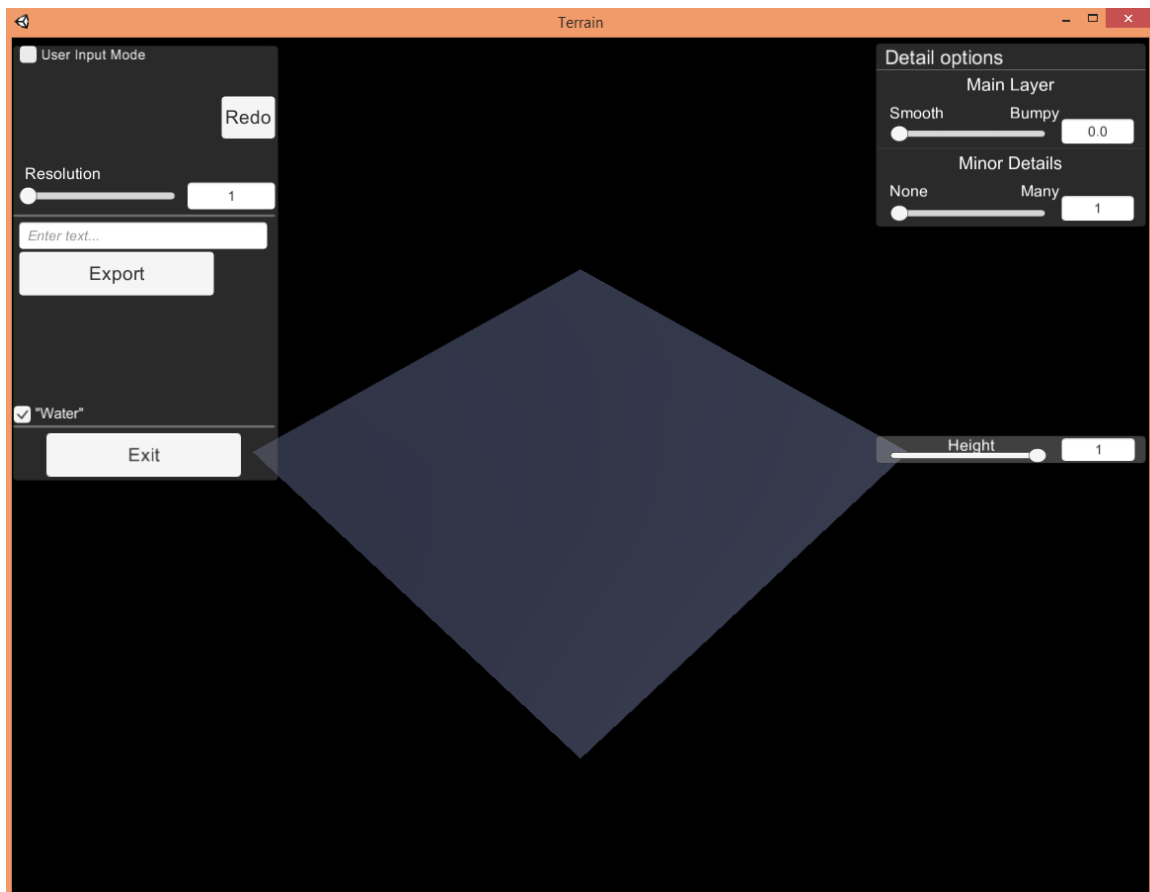 Terrain
User Input Mode
Redo
Resolution
1
Enter text...
Export
"Water"
Exit
Detail options
Main Layer
Smooth Bumpy
0.0
Minor Details
None Many
1
Height 1